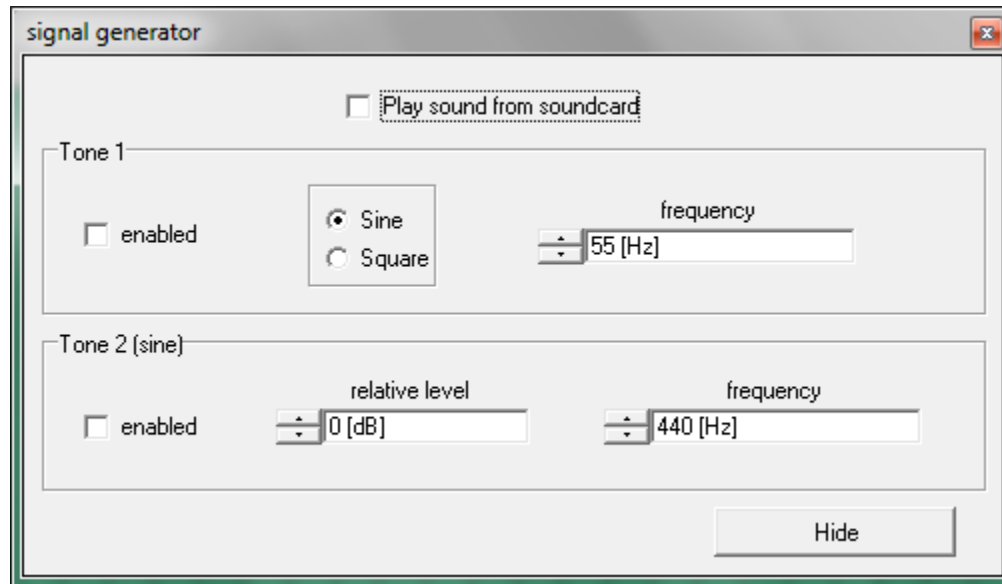 signal generator
Play sound from soundcard
Tone 1
enabled
Sine
Square
frequency
55 [Hz]
Tone 2 (sine)
enabled
relative level
0 [dB]
frequency
440 [Hz]
Hide